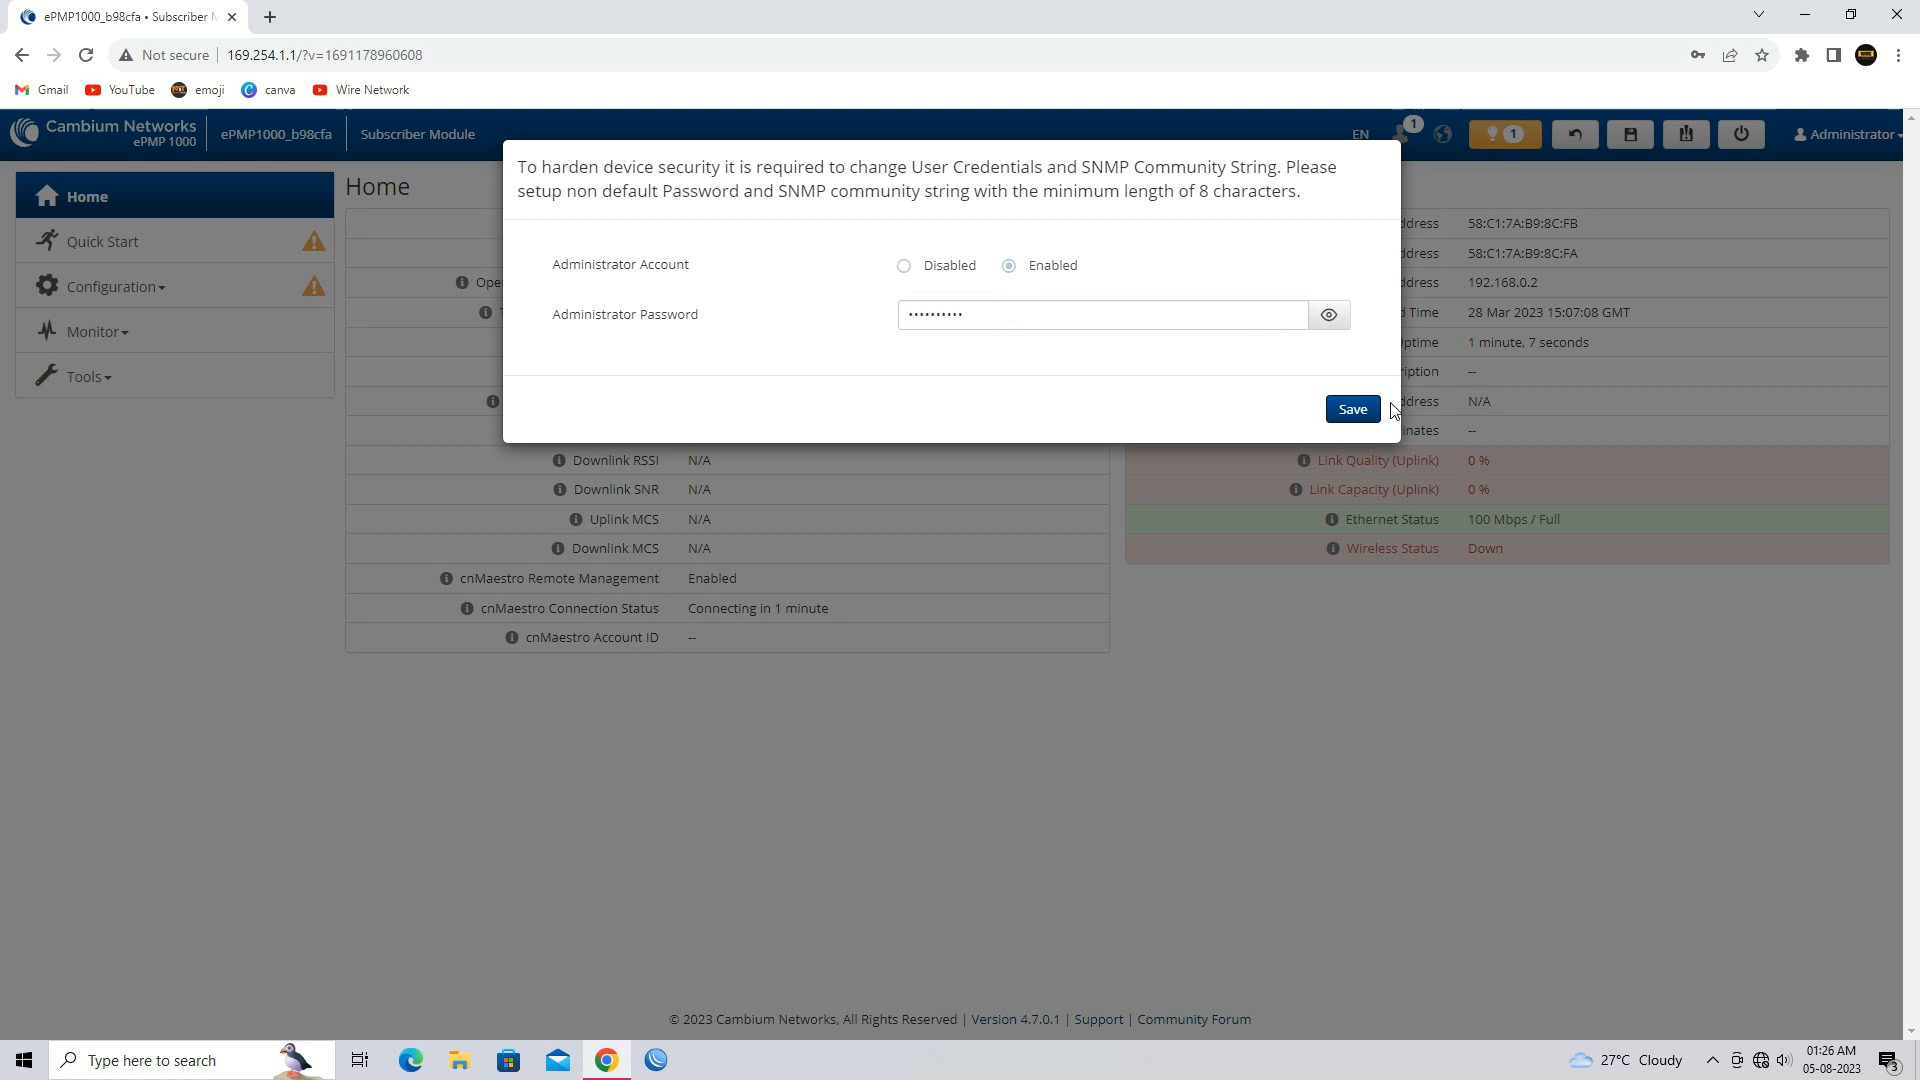 ePMP1000_b98cfa • Subscriber M
Not secure
169.254.1.1/?v=1691178960608
Gmail
YouTube
emoji
canva
Wire Network
Cambium Networks
ePMP 1000
ePMP1000_b98cfa
Subscriber Module
EN
1
1
Administrator
To harden device security it is required to change User Credentials and SNMP Community String. Please
setup non default Password and SNMP community string with the minimum length of 8 characters.
Administrator Account
Disabled
Enabled
Administrator Password
Save
Home
Quick Start
Configuration
Monitor
Tools
Home
Ope
Downlink RSSI N/A
Downlink SNR N/A
Uplink MCS N/A
Downlink MCS N/A
cnMaestro Remote Management Enabled
cnMaestro Connection Status Connecting in 1 minute
cnMaestro Account ID --
ddress 58:C1:7A:B9:8C:FB
ddress 58:C1:7A:B9:8C:FA
ddress 192.168.0.2
d Time 28 Mar 2023 15:07:08 GMT
ptime 1 minute, 7 seconds
ription --
ddress N/A
inates --
Link Quality (Uplink) 0 %
Link Capacity (Uplink) 0 %
Ethernet Status 100 Mbps / Full
Wireless Status Down
© 2023 Cambium Networks, All Rights Reserved | Version 4.7.0.1 | Support | Community Forum
Type here to search
27°C Cloudy
01:26 AM
05-08-2023
3